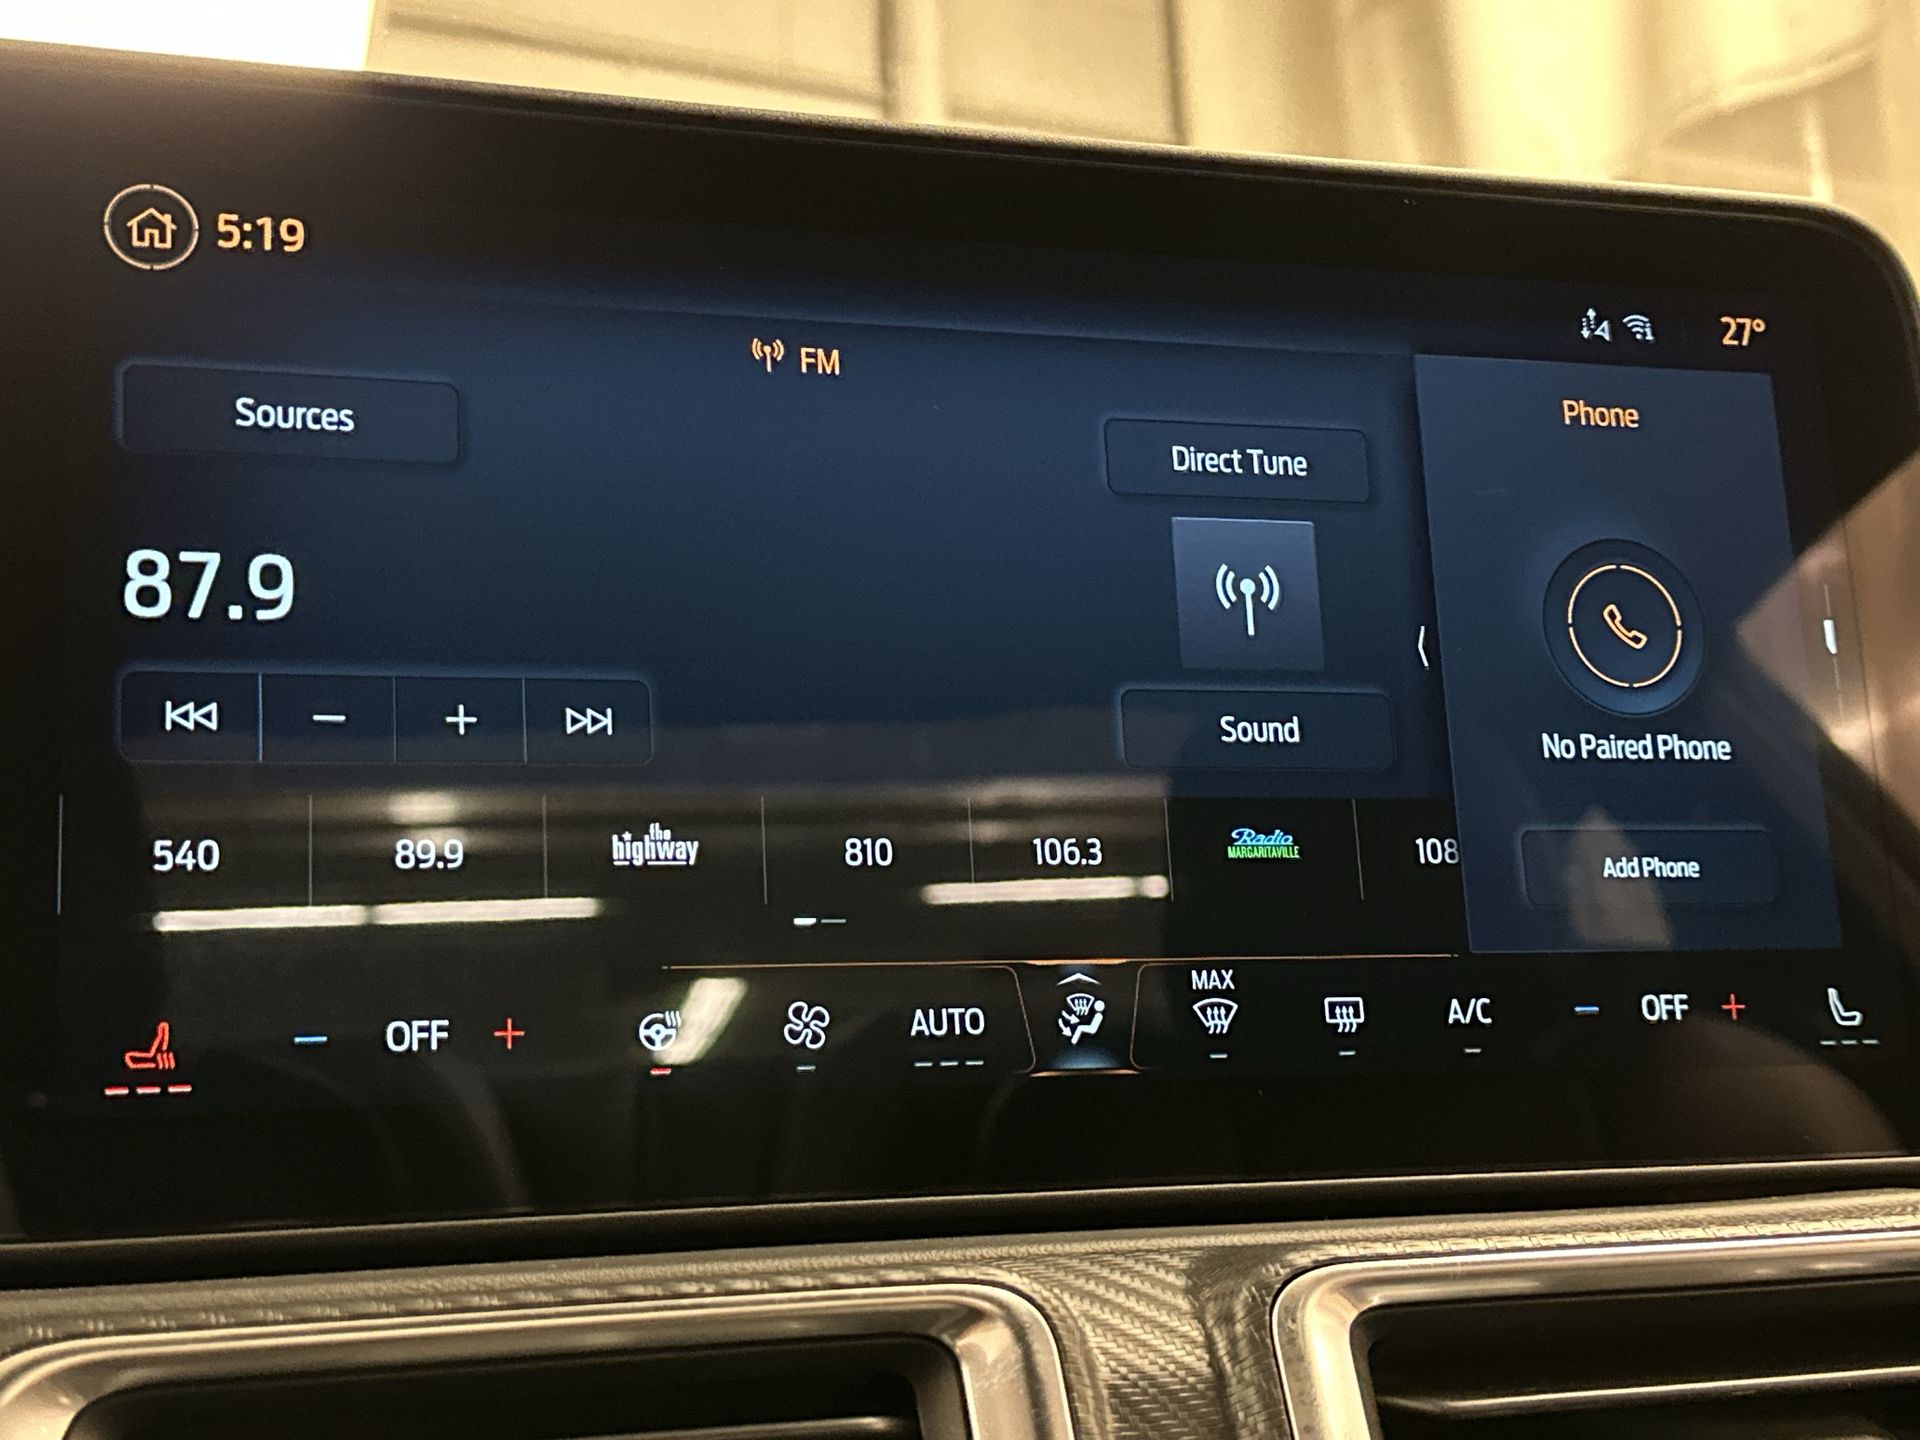 5:19
27°
FM
Sources
Direct Tune
Phone
87.9
No Paired Phone
Sound
540
89.9
the highway
810
106.3
Radio
MARGARITAVILLE
108
Add Phone
MAX
OFF
AUTO
A/C
OFF